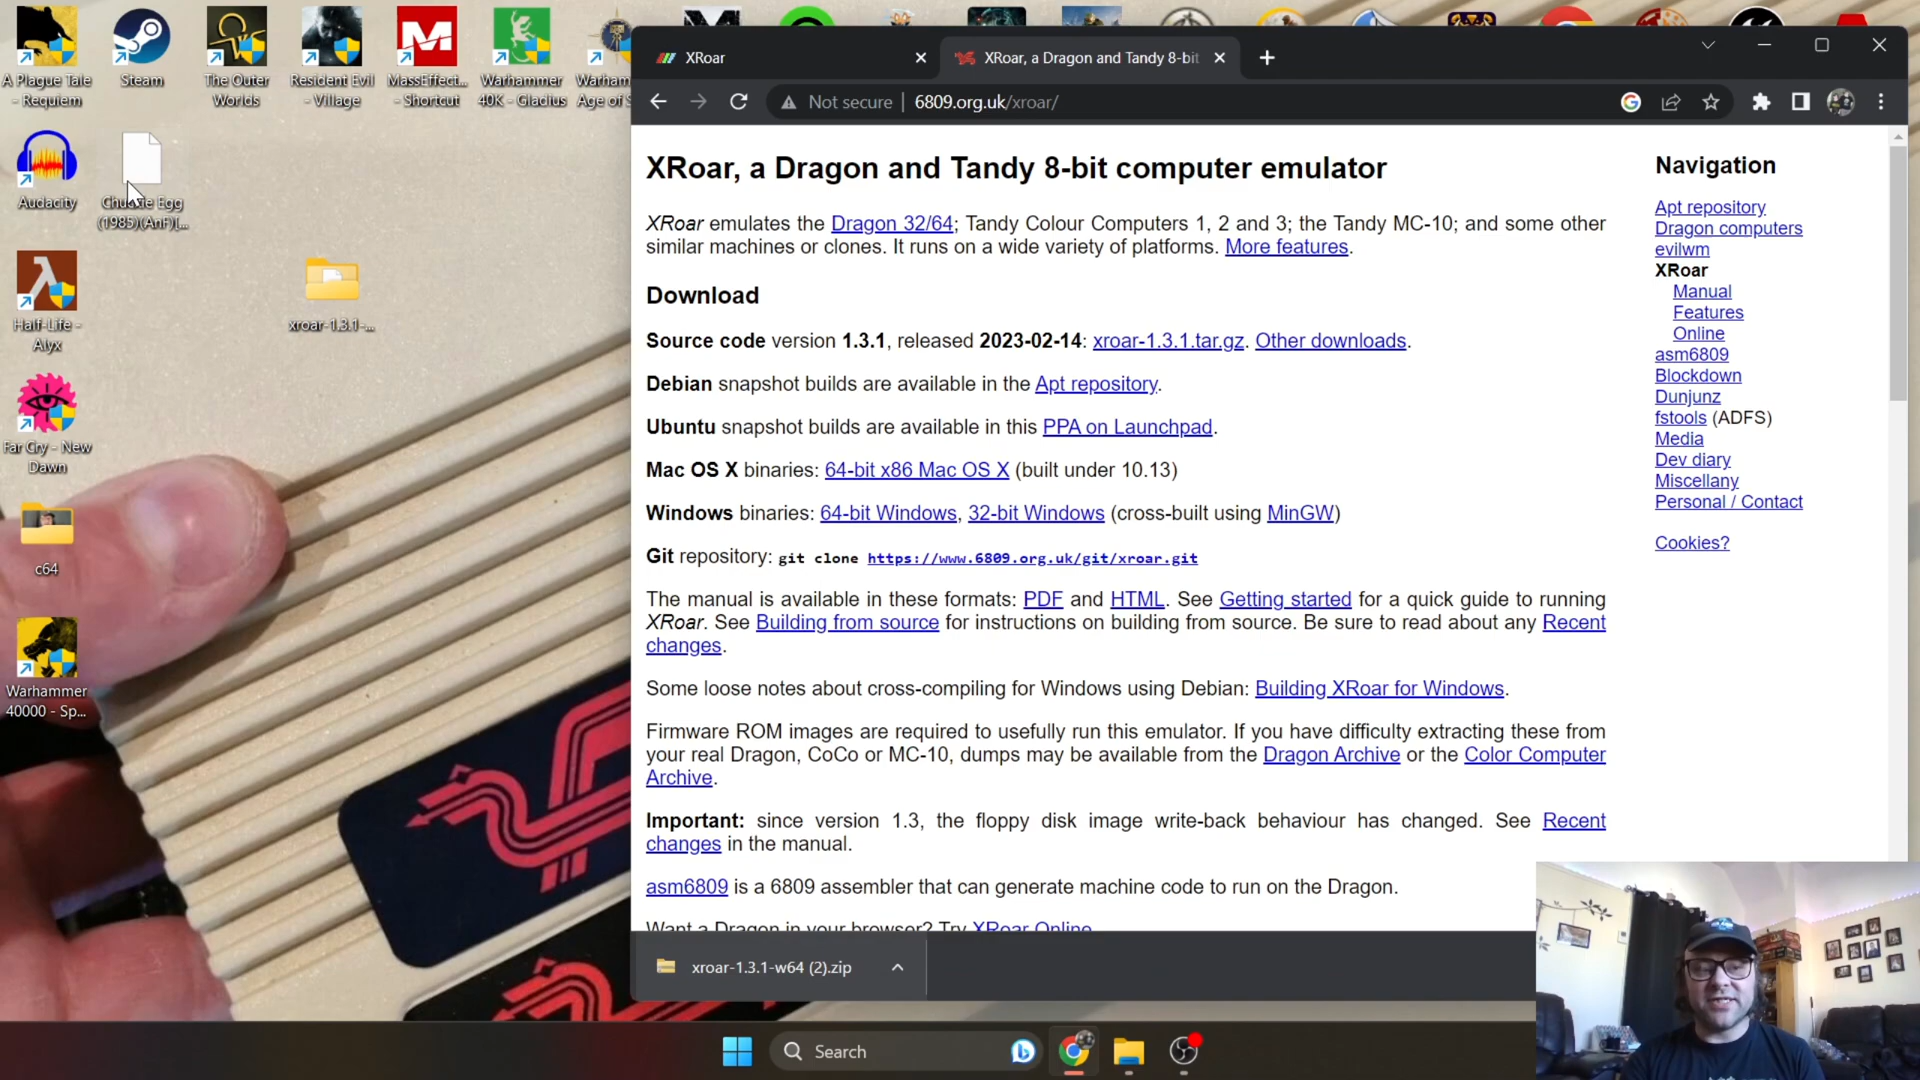 A Plague Tale
- Requiem
Steam
The Outer
Worlds
Resident Evil
- Village
MassEffect...
- Shortcut
Warhammer
40K - Gladius
Warham
Age of S
Audacity
(1985)(AnF)[...
Half-Life -
Alyx
xroar-1.3.1-...
Far Cry - New
Dawn
c64
Warhammer
40000 - Sp...
XRoar
XRoar, a Dragon and Tandy 8-bit
Not secure
6809.org.uk/xroar/
XRoar, a Dragon and Tandy 8-bit computer emulator
XRoar emulates the Dragon 32/64; Tandy Colour Computers 1, 2 and 3; the Tandy MC-10; and some other
similar machines or clones. It runs on a wide variety of platforms. More features.
Download
Source code version 1.3.1, released 2023-02-14: xroar-1.3.1.tar.gz. Other downloads.
Debian snapshot builds are available in the Apt repository.
Ubuntu snapshot builds are available in this PPA on Launchpad.
Mac OS X binaries: 64-bit x86 Mac OS X (built under 10.13)
Windows binaries: 64-bit Windows, 32-bit Windows (cross-built using MinGW)
Git repository: git clone https://www.6809.org.uk/git/xroar.git
The manual is available in these formats: PDF and HTML. See Getting started for a quick guide to running
XRoar. See Building from source for instructions on building from source. Be sure to read about any Recent
changes.
Some loose notes about cross-compiling for Windows using Debian: Building XRoar for Windows.
Firmware ROM images are required to usefully run this emulator. If you have difficulty extracting these from
your real Dragon, CoCo or MC-10, dumps may be available from the Dragon Archive or the Color Computer
Archive.
Important: since version 1.3, the floppy disk image write-back behaviour has changed. See Recent
changes in the manual.
asm6809 is a 6809 assembler that can generate machine code to run on the Dragon.
Want a Dragon in your browser? Try XRoar Online
Navigation
Apt repository
Dragon computers
evilwm
XRoar
Manual
Features
Online
asm6809
Blockdown
Dunjunz
fstools (ADFS)
Media
Dev diary
Miscellany
Personal / Contact
Cookies?
xroar-1.3.1-w64 (2).zip
Search